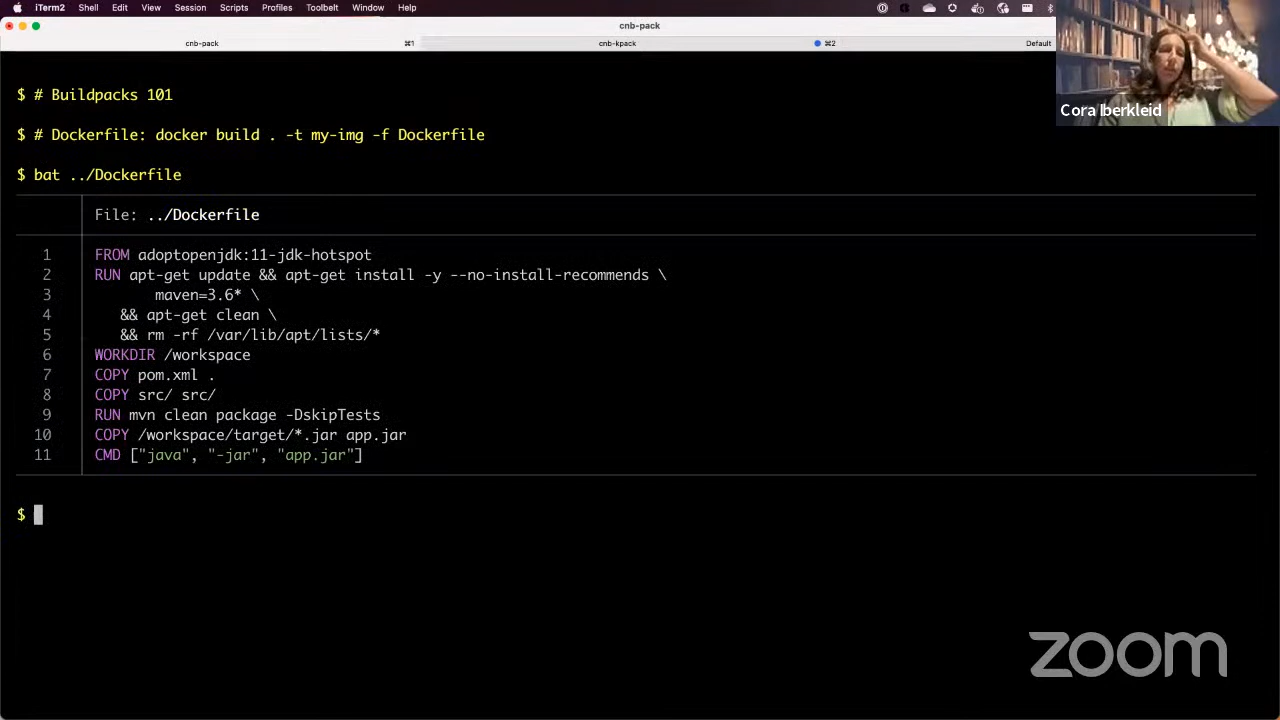 iTerm2 Shell Edit View Session Scripts Profiles Toolbelt Window Help
cnb-pack
cnb-pack ⌘1 cnb-kpack ⌘2 Default
Cora Iberkleid
$ # Buildpacks 101
$ # Dockerfile: docker build . -t my-img -f Dockerfile
$ bat ../Dockerfile
File: ../Dockerfile
1 FROM adoptopenjdk:11-jdk-hotspot
2 RUN apt-get update && apt-get install -y --no-install-recommends \
3 maven=3.6* \
4 && apt-get clean \
5 && rm -rf /var/lib/apt/lists/*
6 WORKDIR /workspace
7 COPY pom.xml .
8 COPY src/ src/
9 RUN mvn clean package -DskipTests
10 COPY /workspace/target/*.jar app.jar
11 CMD ["java", "-jar", "app.jar"]
$
zoom